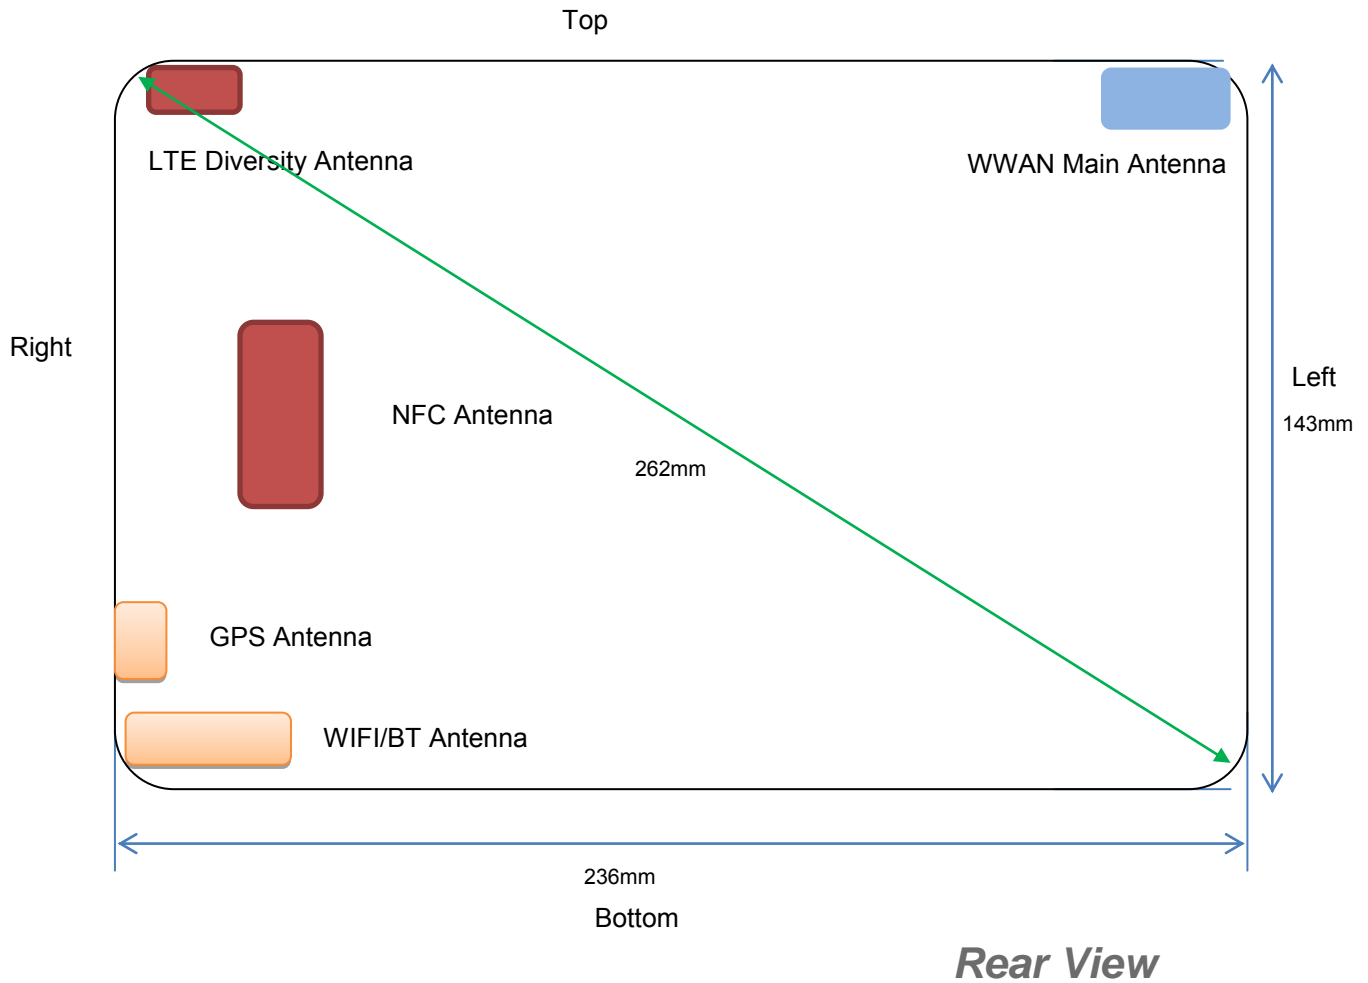 Top
LTE Diversity Antenna
WWAN Main Antenna
Right
Left
NFC Antenna
143mm
262mm
GPS Antenna
WIFI/BT Antenna
236mm
Bottom
Rear View